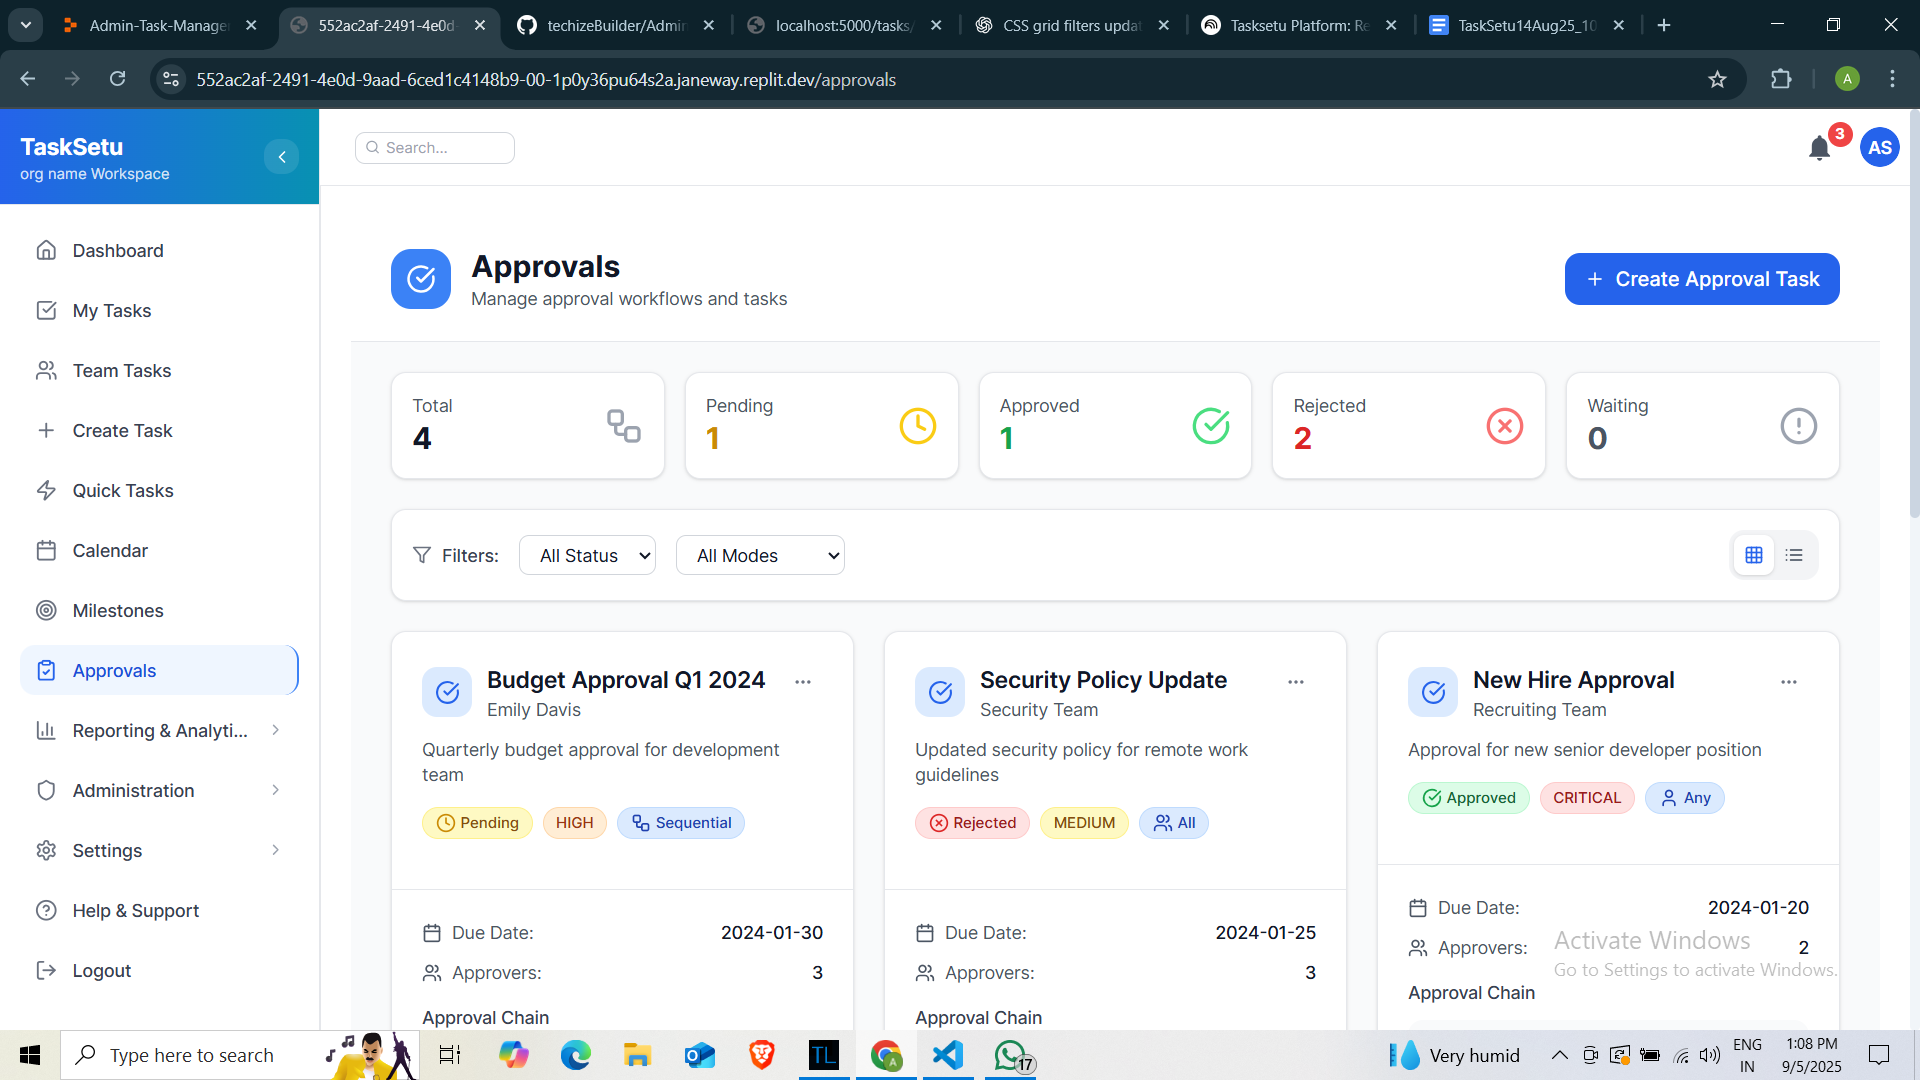 Admin-Task-Manage
552ac2af-2491-4e0d-
techizeBuilder/Admin
localhost:5000/tasks/
CSS grid filters updat
Tasksetu Platform: Re
TaskSetu14Aug25_10
552ac2af-2491-4e0d-9aad-6ced1c4148b9-00-1p0y36pu64s2a.janeway.replit.dev/approvals
A
TaskSetu
org name Workspace
Search...
3
AS
Dashboard
My Tasks
Team Tasks
Create Task
Quick Tasks
Calendar
Milestones
Approvals
Reporting & Analyti...
Administration
Settings
Help & Support
Logout
Approvals
Manage approval workflows and tasks
+ Create Approval Task
Total
4
Pending
1
Approved
1
Rejected
2
Waiting
0
Filters:
All Status
All Modes
Budget Approval Q1 2024
Emily Davis
Quarterly budget approval for development
team
Pending HIGH Sequential
Due Date: 2024-01-30
Approvers: 3
Approval Chain
Security Policy Update
Security Team
Updated security policy for remote work
guidelines
Rejected MEDIUM All
Due Date: 2024-01-25
Approvers: 3
Approval Chain
New Hire Approval
Recruiting Team
Approval for new senior developer position
Approved CRITICAL Any
Due Date: 2024-01-20
Approvers: 2
Approval Chain
Activate Windows
Go to Settings to activate Windows.
Type here to search
TL
A
17
Very humid
ENG
IN
1:08 PM
9/5/2025